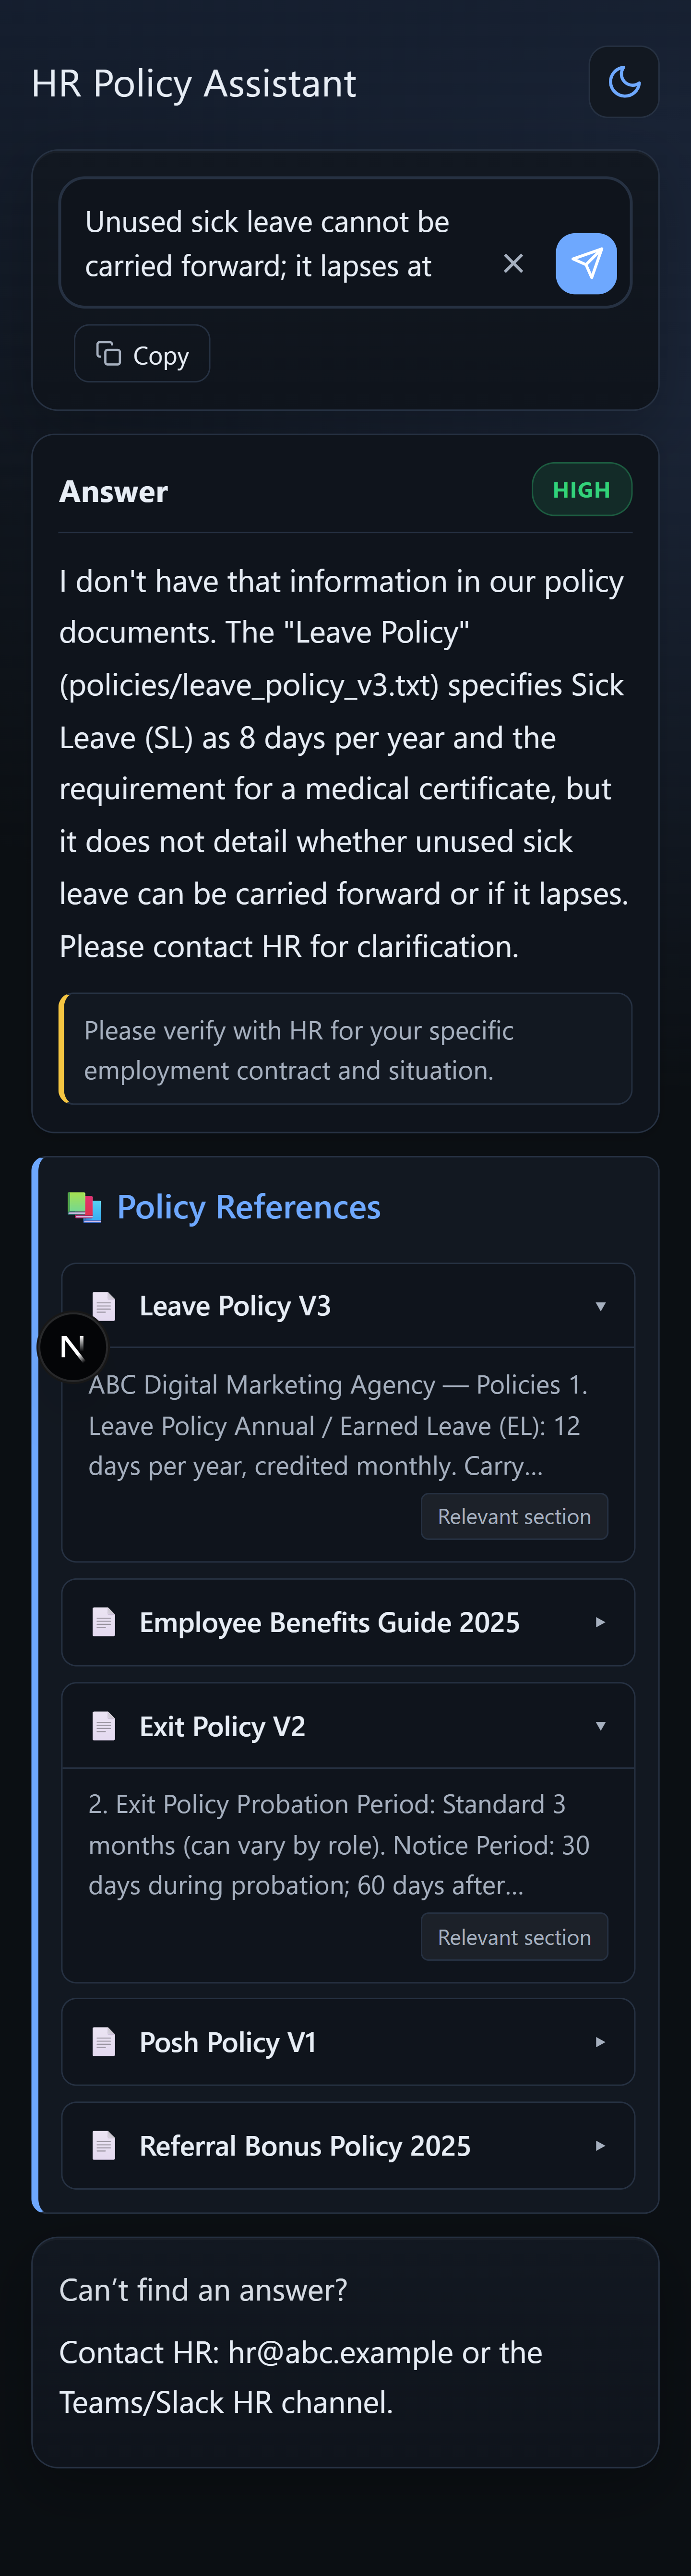 HR Policy Assistant
Unused sick leave cannot be
carried forward; it lapses at
Copy
Answer
HIGH
I don't have that information in our policy
documents. The "Leave Policy"
(policies/leave_policy_v3.txt) specifies Sick
Leave (SL) as 8 days per year and the
requirement for a medical certificate, but
it does not detail whether unused sick
leave can be carried forward or if it lapses.
Please contact HR for clarification.
Please verify with HR for your specific
employment contract and situation.
Policy References
Leave Policy V3
N
ABC Digital Marketing Agency — Policies 1.
Leave Policy Annual / Earned Leave (EL): 12
days per year, credited monthly. Carry...
Relevant section
Employee Benefits Guide 2025
Exit Policy V2
2. Exit Policy Probation Period: Standard 3
months (can vary by role). Notice Period: 30
days during probation; 60 days after...
Relevant section
Posh Policy V1
Referral Bonus Policy 2025
Can’t find an answer?
Contact HR: hr@abc.example or the
Teams/Slack HR channel.